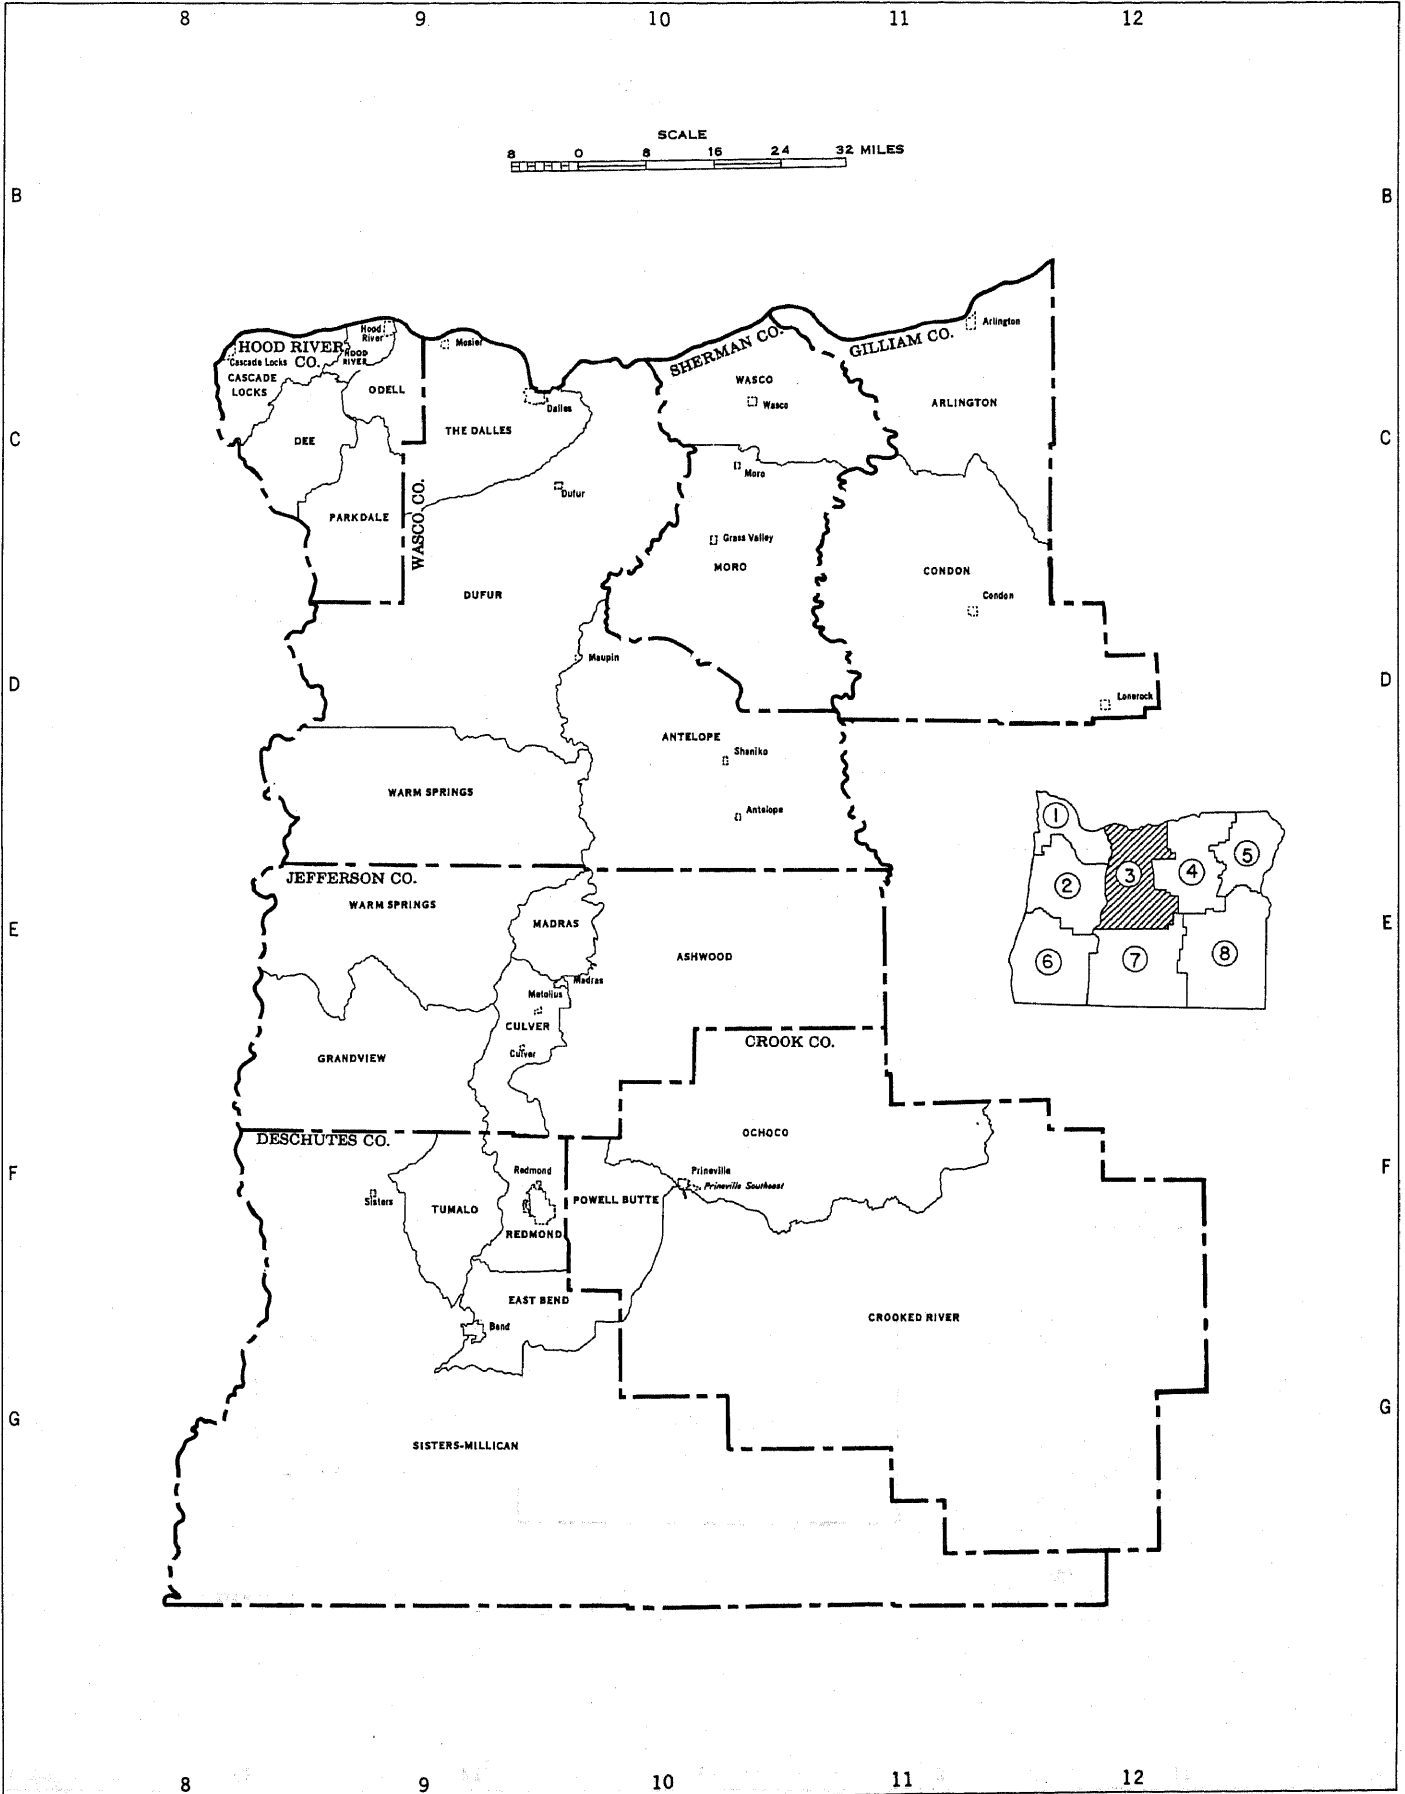 8 9 10 11 12
SCALE
8 0 8 16 24 32 MILES
B B
Arlington
Hood
River
Mosier
HOOD RIVER
CO.
HOOD
RIVER
Cascade Locks
CASCADE
LOCKS
ODELL
SHERMAN CO.
GILLIAM CO.
WASCO
Wasco
ARLINGTON
Dalles
THE DALLES
C C
DEE
Moro
Dufur
PARKDALE
WASCO CO.
Grass Valley
MORO
CONDON
Condon
DUFUR
Maupin
D D
Lonerock
ANTELOPE
Shaniko
WARM SPRINGS
Antelope
1
2
3
4
5
6
7
8
JEFFERSON CO.
WARM SPRINGS
MADRAS
E E
ASHWOOD
Madras
Metolius
CULVER
Culver
CROOK CO.
GRANDVIEW
OCHOCO
DESCHUTES CO.
F F
Redmond
Prineville
Prineville Southeast
Sisters
TUMALO
POWELL BUTTE
REDMOND
EAST BEND
Bend
CROOKED RIVER
G G
SISTERS-MILLICAN
8 9 10 11 12